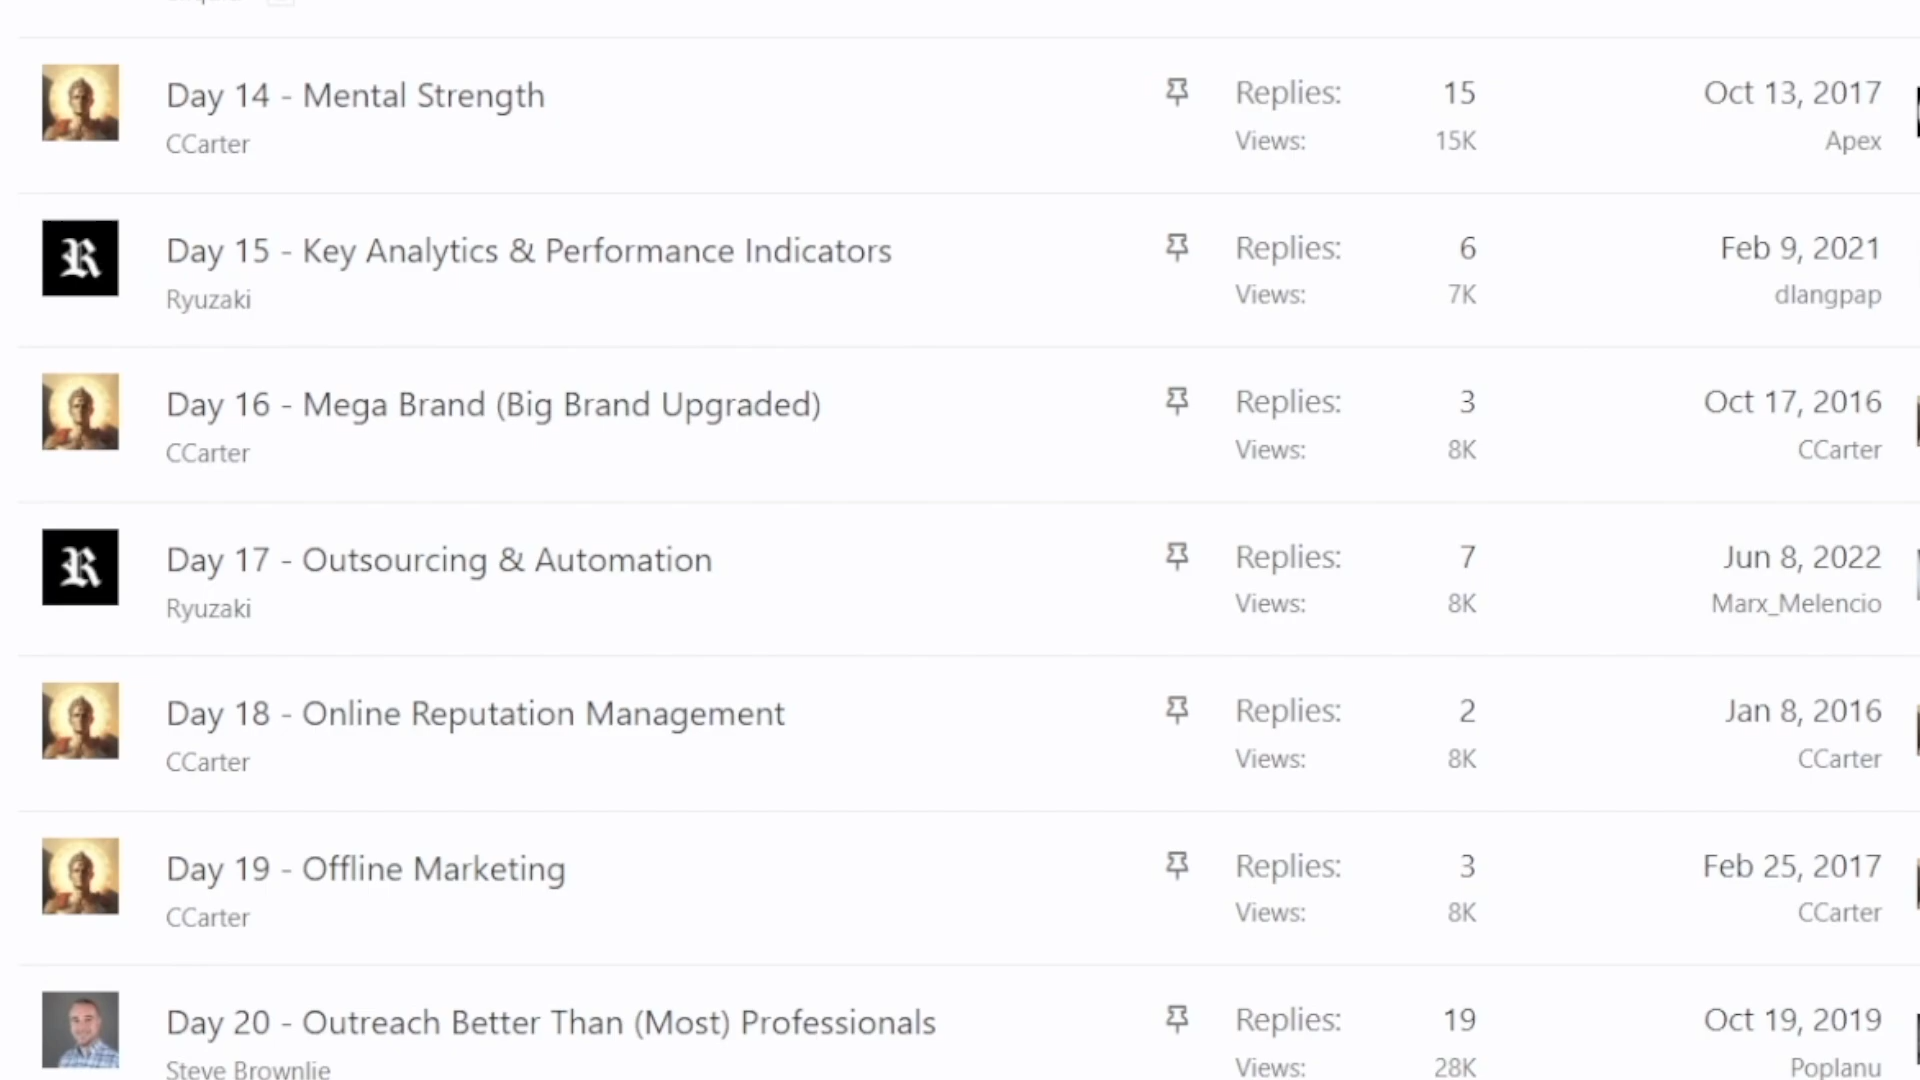 Day 14 - Mental Strength
CCarter
Replies: 15
Views: 15K
Oct 13, 2017
Apex
R
Day 15 - Key Analytics & Performance Indicators
Ryuzaki
Replies: 6
Views: 7K
Feb 9, 2021
dlangpap
Day 16 - Mega Brand (Big Brand Upgraded)
CCarter
Replies: 3
Views: 8K
Oct 17, 2016
CCarter
R
Day 17 - Outsourcing & Automation
Ryuzaki
Replies: 7
Views: 8K
Jun 8, 2022
Marx_Melencio
Day 18 - Online Reputation Management
CCarter
Replies: 2
Views: 8K
Jan 8, 2016
CCarter
Day 19 - Offline Marketing
CCarter
Replies: 3
Views: 8K
Feb 25, 2017
CCarter
Day 20 - Outreach Better Than (Most) Professionals
Steve Brownlie
Replies: 19
Views: 28K
Oct 19, 2019
Poplanu